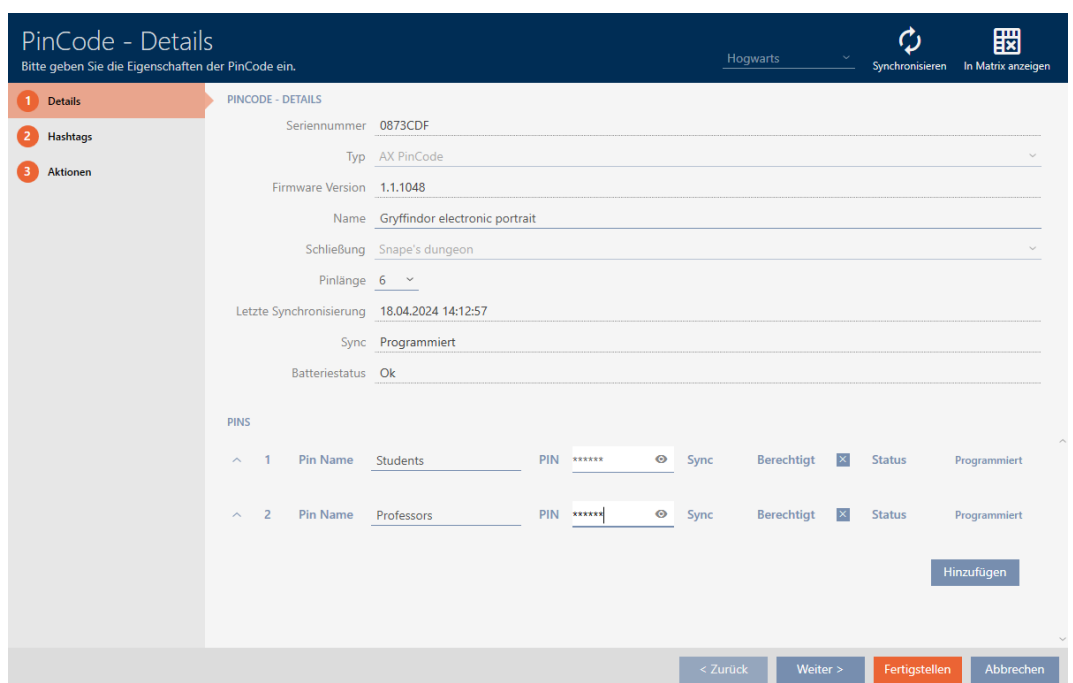 PinCode - Details
Bitte geben Sie die Eigenschaften der PinCode ein.
Hogwarts
Synchronisieren
In Matrix anzeigen
1 Details
2 Hashtags
3 Aktionen
PINCODE - DETAILS
Seriennummer 0873CDF
Typ AX PinCode
Firmware Version 1.1.1048
Name Gryffindor electronic portrait
Schließung Snape's dungeon
Pinlänge 6
Letzte Synchronisierung 18.04.2024 14:12:57
Sync Programmiert
Batteriestatus Ok
PINS
1 Pin Name Students PIN ****** Sync Berechtigt Status Programmiert
2 Pin Name Professors PIN ****** Sync Berechtigt Status Programmiert
Hinzufügen
< Zurück Weiter > Fertigstellen Abbrechen